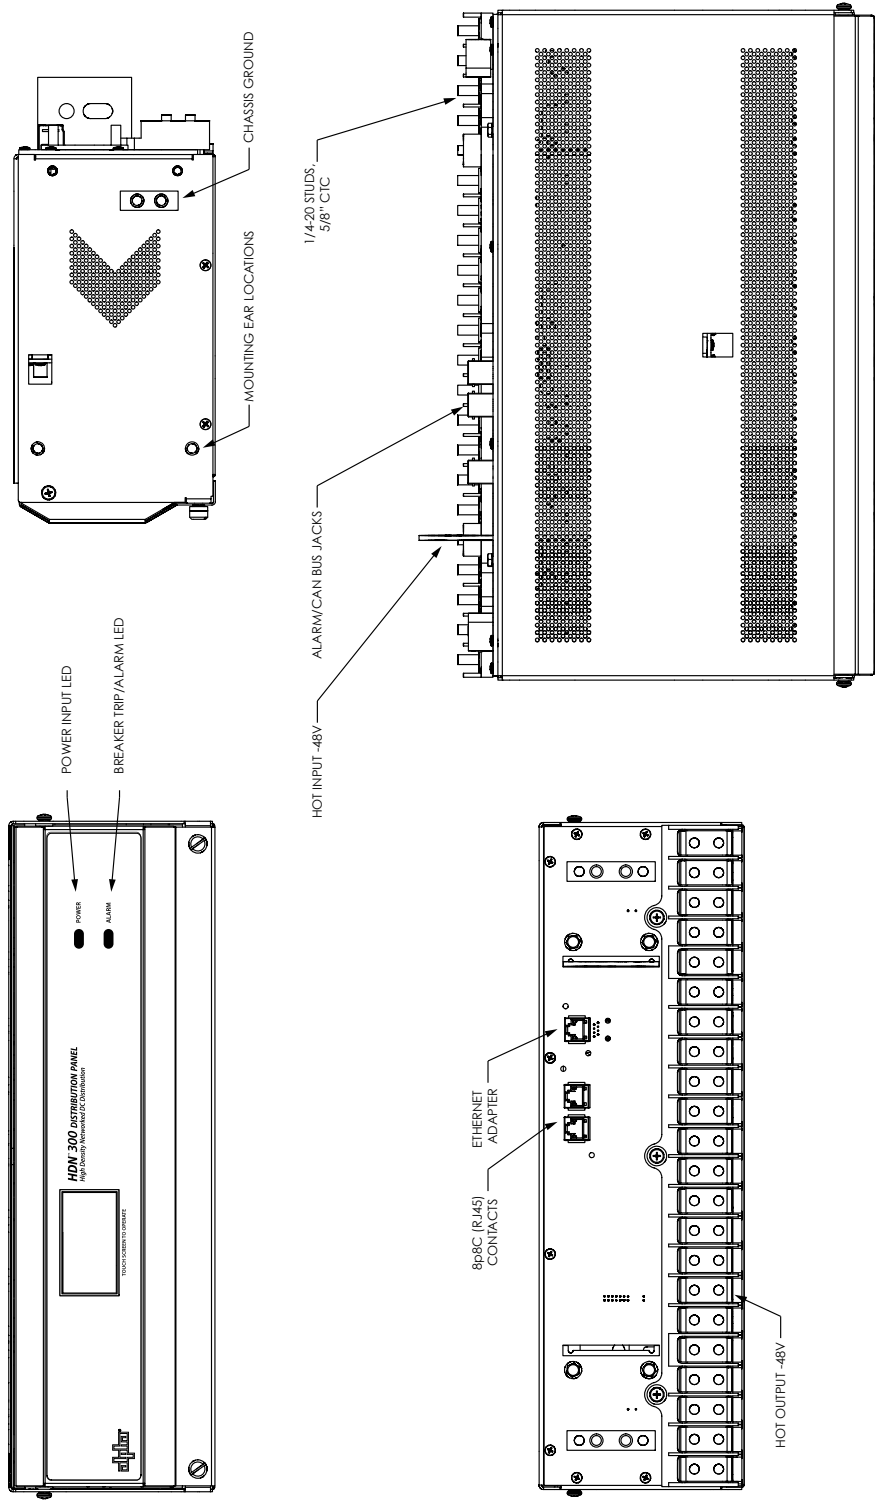 POWER INPUT LED
BREAKER TRIP/ALARM LED
POWER
ALARM
HDN 300 DISTRIBUTION PANEL
High Density Networked DC Distribution
TOUCH SCREEN TO OPERATE
alpha
CHASSIS GROUND
MOUNTING EAR LOCATIONS
ETHERNET
ADAPTER
8p8C (RJ45)
CONTACTS
HOT OUTPUT -48V
1/4-20 STUDS,
5/8" CTC
ALARM/CAN BUS JACKS
HOT INPUT -48V